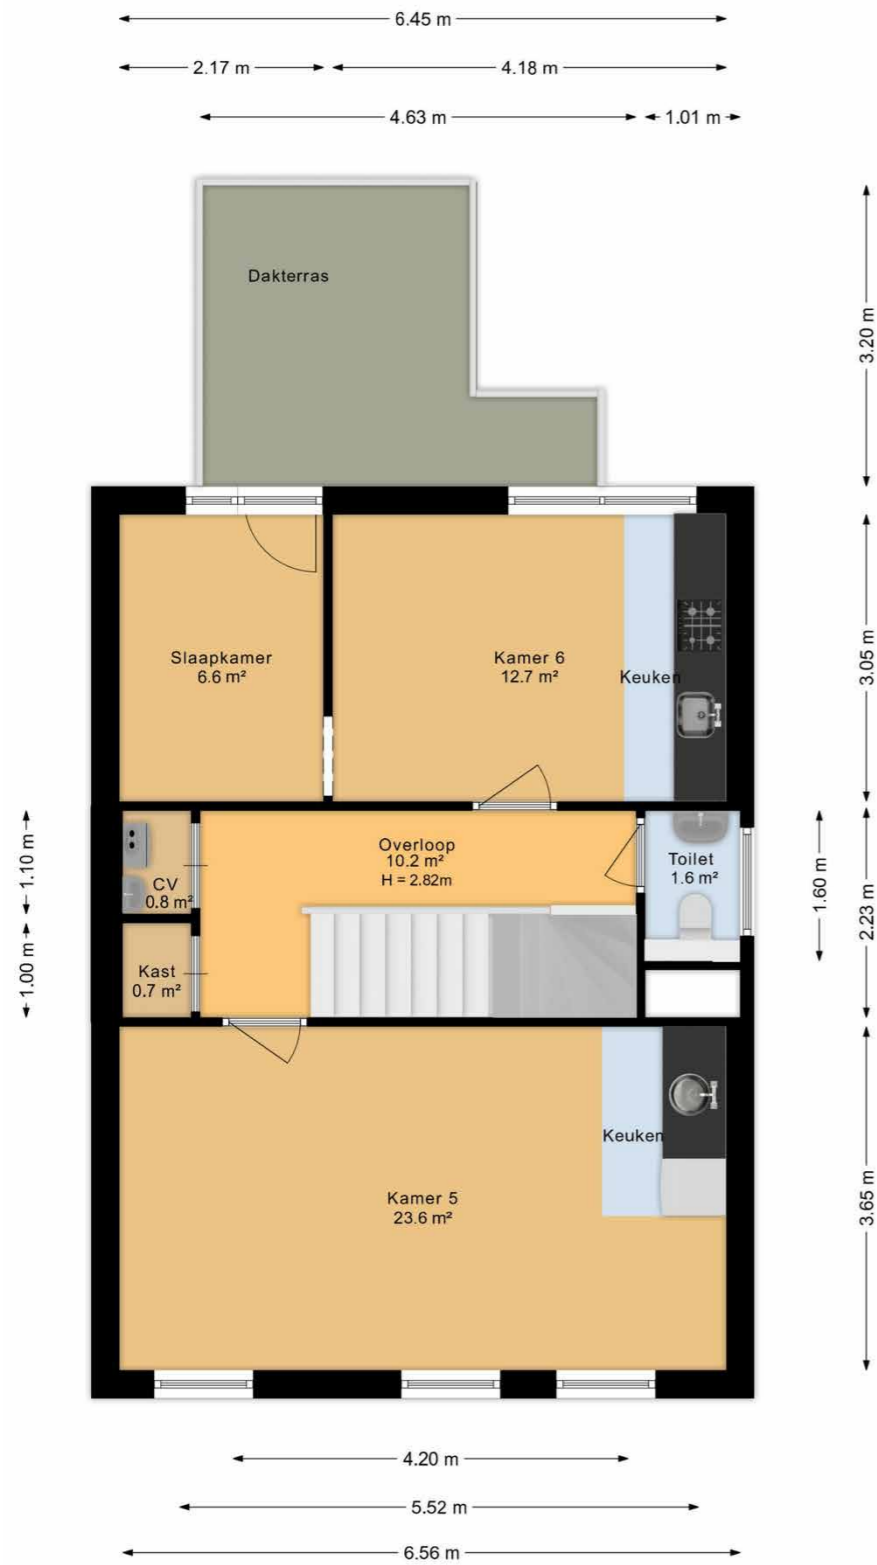 6.45 m
2.17 m
4.18 m
4.63 m
1.01 m
Dakterras
3.20 m
Slaapkamer
6.6 m²
Kamer 6
12.7 m²
Keuken
3.05 m
Overloop
10.2 m²
H = 2.82m
Toilet
1.6 m²
CV
0.8 m²
1.10 m
1.60 m
2.23 m
Kast
0.7 m²
1.00 m
Keuken
Kamer 5
23.6 m²
3.65 m
4.20 m
5.52 m
6.56 m